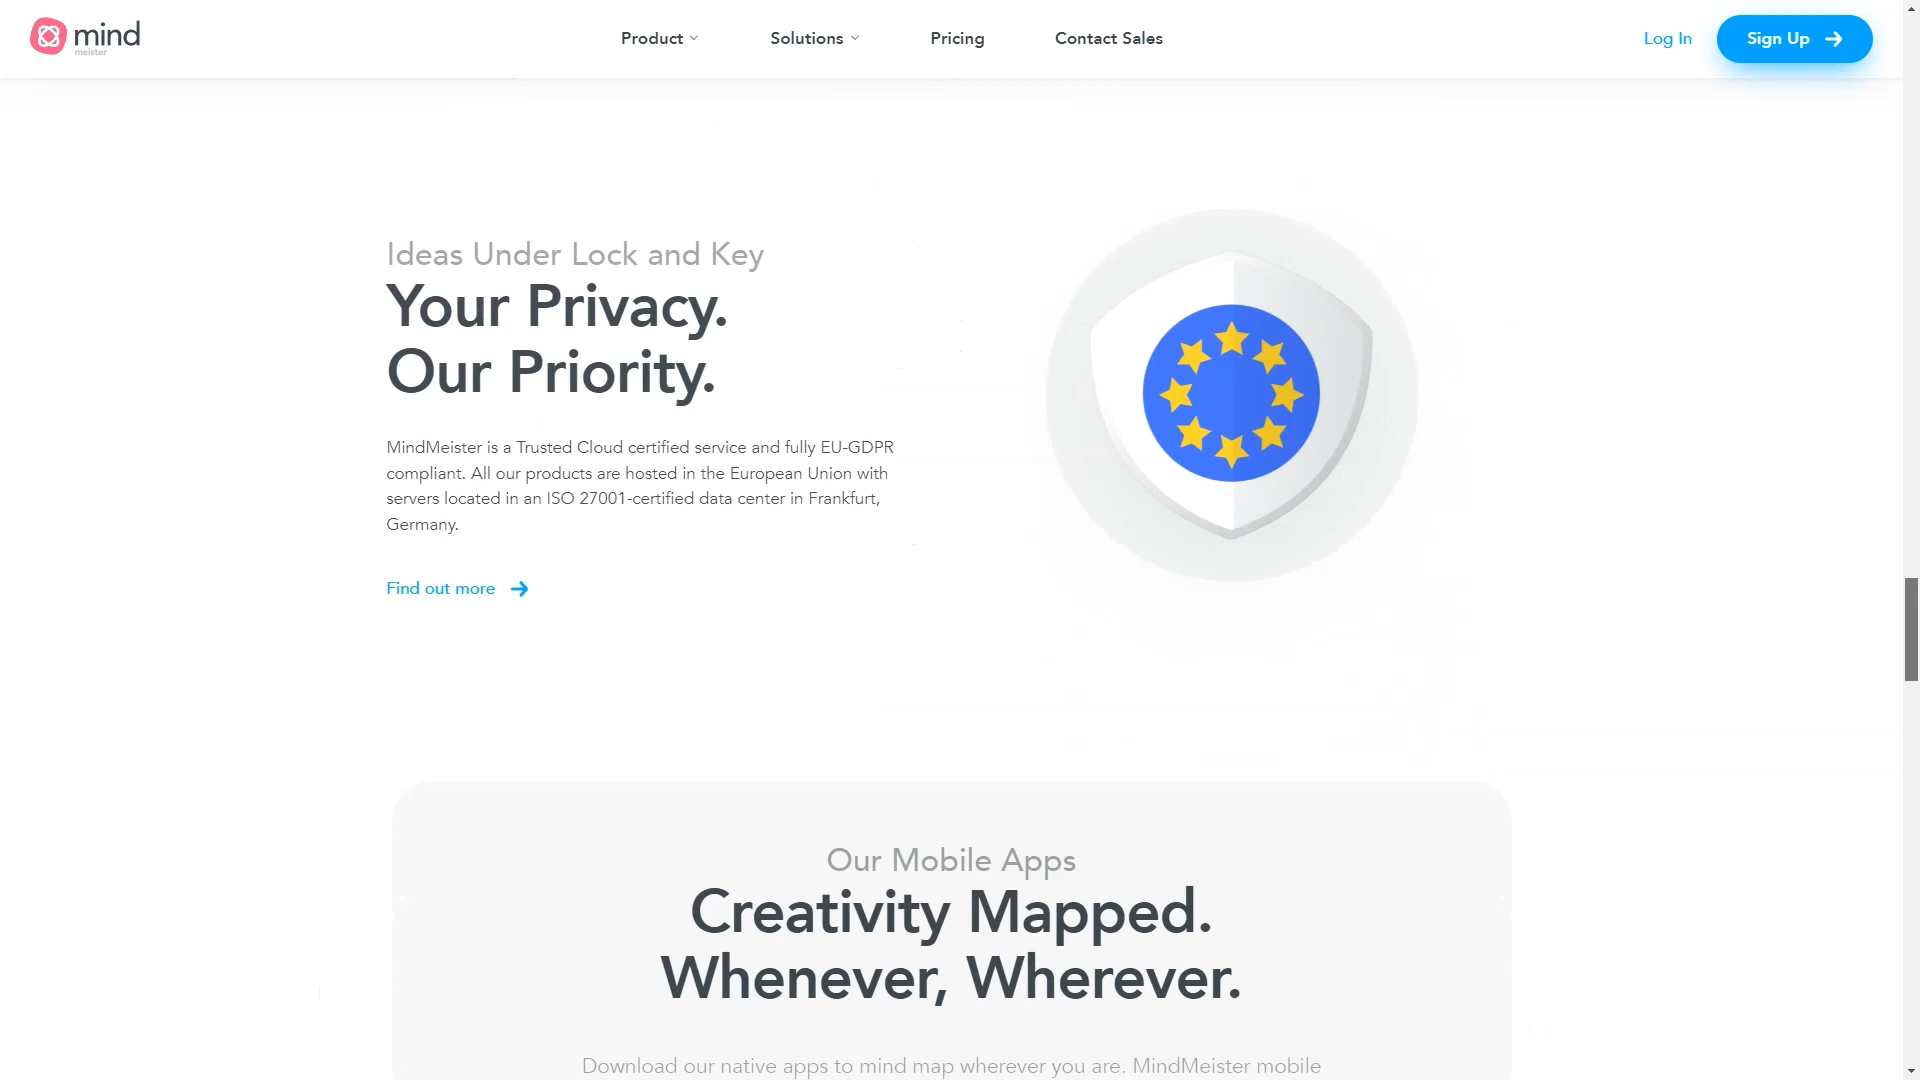 mind
meister
Product
Solutions
Pricing
Contact Sales
Log In
Sign Up
Ideas Under Lock and Key
Your Privacy.
Our Priority.
MindMeister is a Trusted Cloud certified service and fully EU-GDPR
compliant. All our products are hosted in the European Union with
servers located in an ISO 27001-certified data center in Frankfurt,
Germany.
Find out more
Our Mobile Apps
Creativity Mapped.
Whenever, Wherever.
Download our native apps to mind map wherever you are. MindMeister mobile